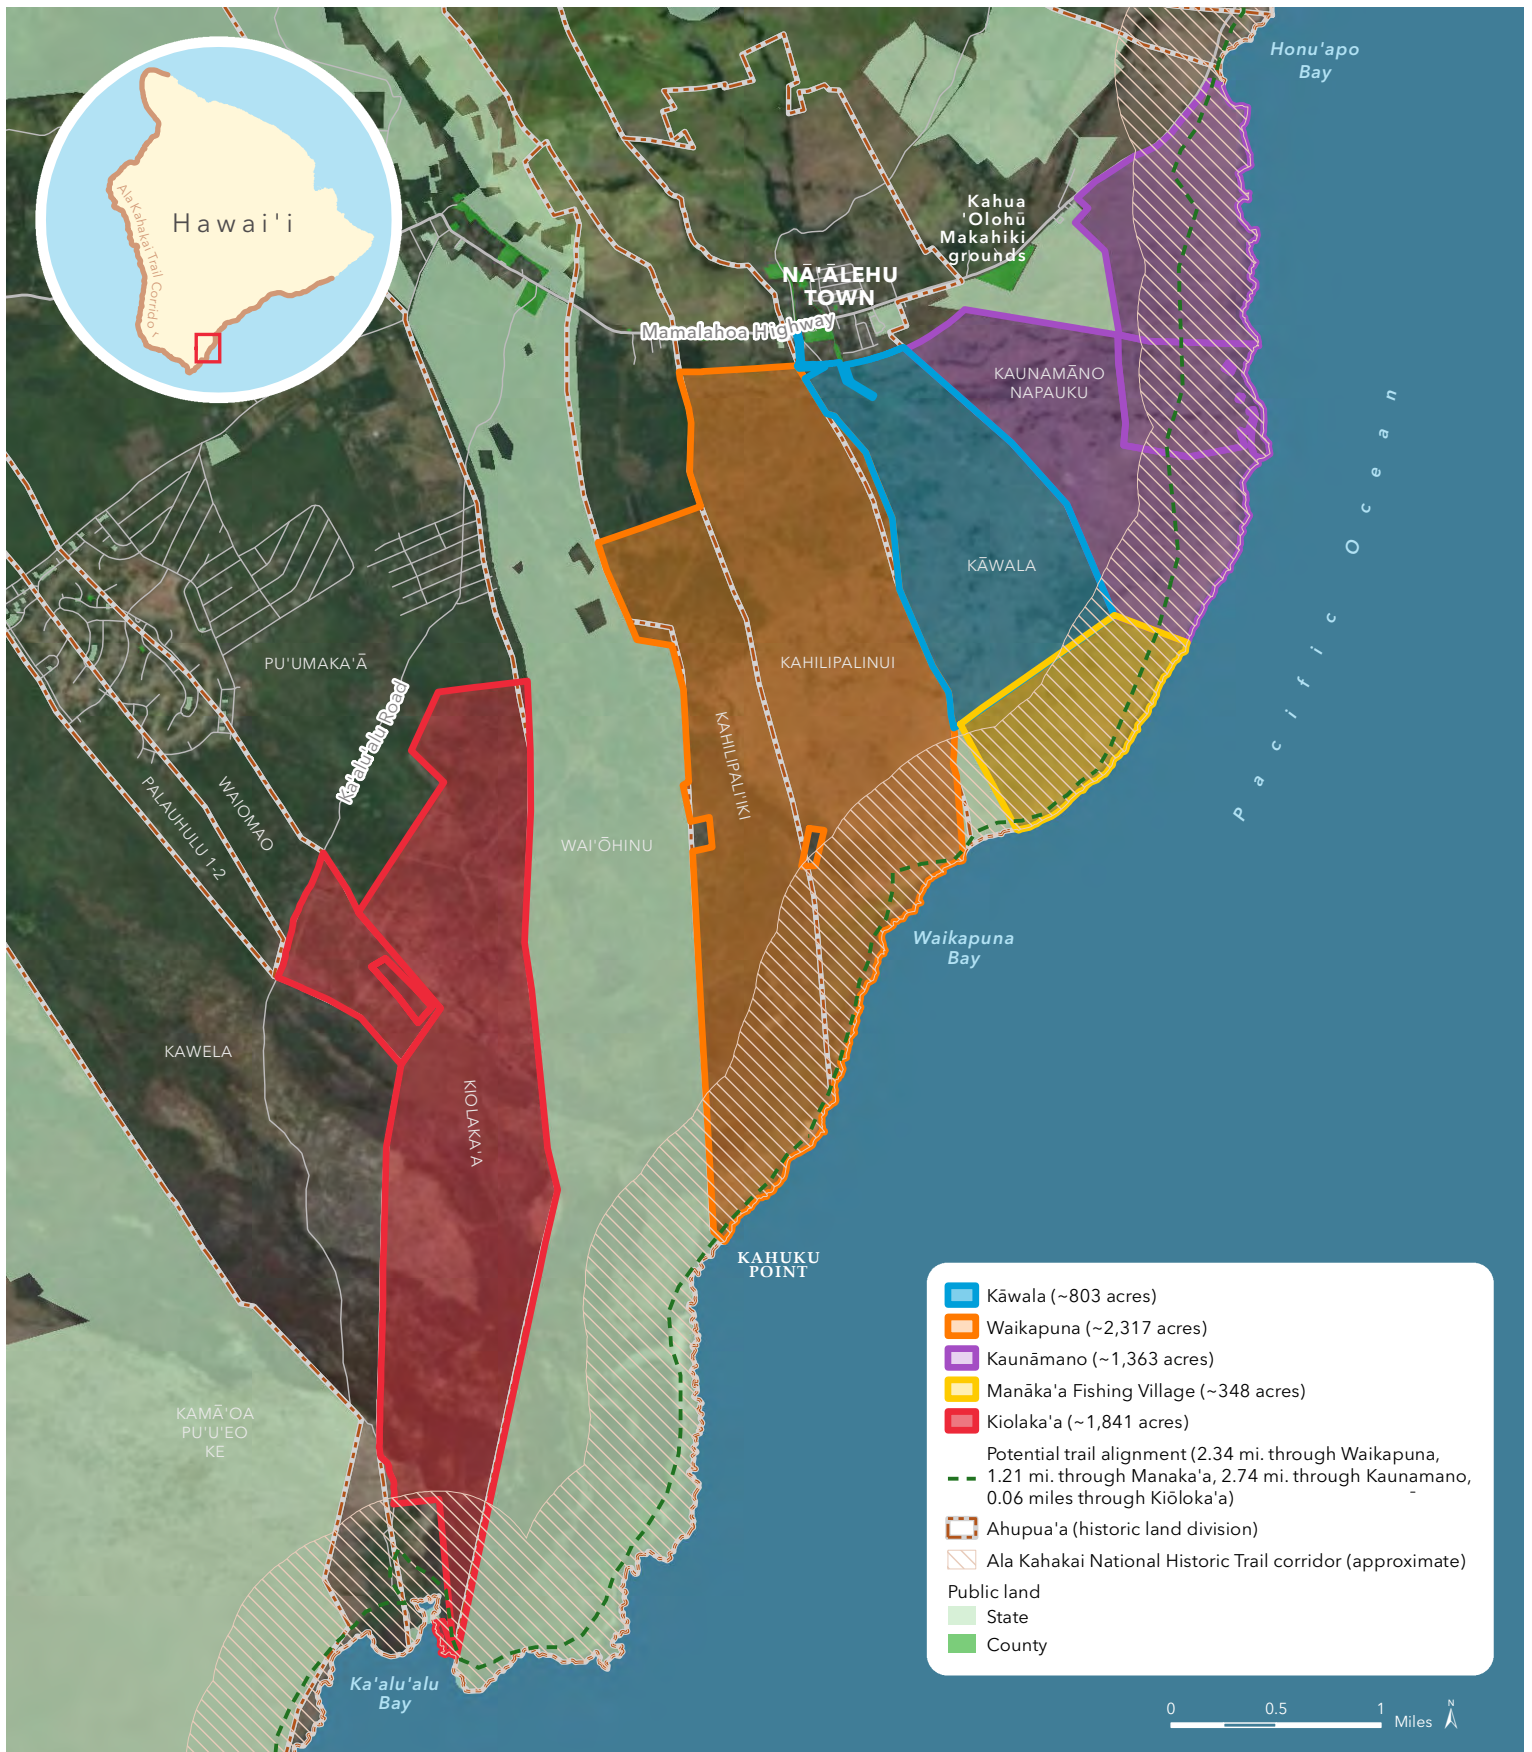 Honu'apo
Bay
Hawai'i
Ala Kahakai Trail Corridor
Kahua
'Olohū
Makahiki
grounds
NĀ'ĀLEHU
TOWN
Mamalahoa Highway
KAUNAMĀNO
NAPAUKU
Pacific Ocean
KĀWALA
PU'UMAKA'Ā
KAHILIPALINUI
Ka'alu'alu Road
KAHILIPALI'IKI
WAIOMAO
PALAUHULU 1-2
WAI'ŌHINU
Waikapuna
Bay
KAWELA
KIOLAKA'A
KAHUKU
POINT
KAMĀ'OA
PU'U'EO
KE
Ka'alu'alu
Bay
Kāwala (~803 acres)
Waikapuna (~2,317 acres)
Kaunāmano (~1,363 acres)
Manāka'a Fishing Village (~348 acres)
Kiolaka'a (~1,841 acres)
Potential trail alignment (2.34 mi. through Waikapuna,
1.21 mi. through Manaka'a, 2.74 mi. through Kaunamano,
0.06 miles through Kiōloka'a)
Ahupua'a (historic land division)
Ala Kahakai National Historic Trail corridor (approximate)
Public land
State
County
0 0.5 1
Miles
N